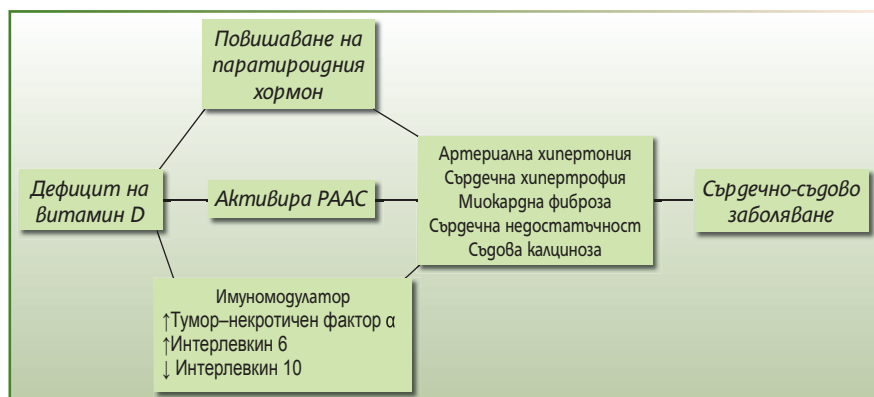 Повишаване на
паратироидния
хормон
Дефицит на
витамин D
Активира РААС
Артериална хипертония
Сърдечна хипертрофия
Миокардна фиброза
Сърдечна недостатъчност
Съдова калциноза
Сърдечно-съдово
заболяване
Имуномодулатор
↑Тумор–некротичен фактор α
↑Интерлевкин 6
↓ Интерлевкин 10